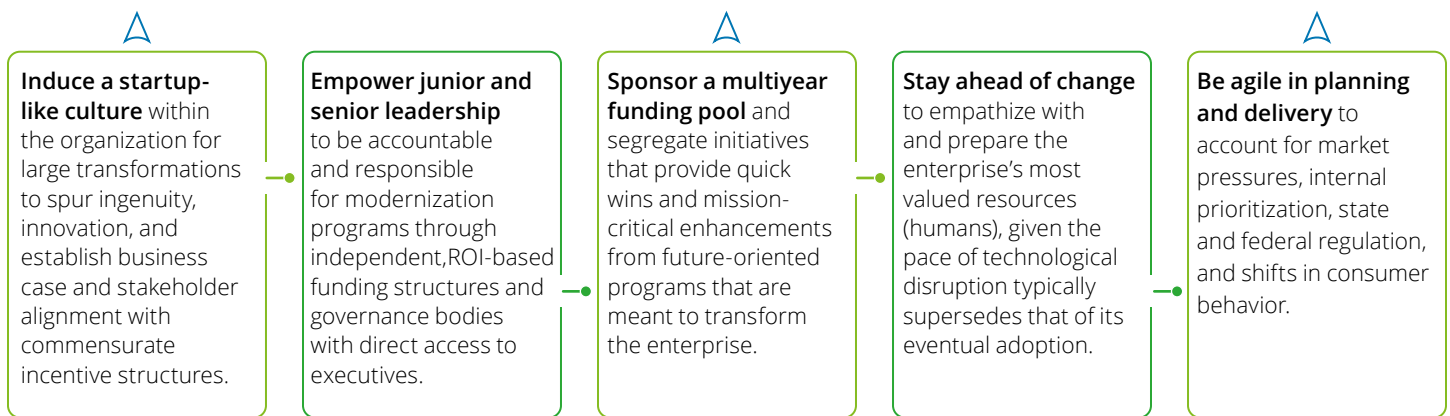 Induce a startup-
like culture within
the organization for
large transformations
to spur ingenuity,
innovation, and
establish business
case and stakeholder
alignment with
commensurate
incentive structures.
Empower junior and
senior leadership
to be accountable
and responsible
for modernization
programs through
independent,ROI-based
funding structures and
governance bodies
with direct access to
executives.
Sponsor a multiyear
funding pool and
segregate initiatives
that provide quick
wins and mission-
critical enhancements
from future-oriented
programs that are
meant to transform
the enterprise.
Stay ahead of change
to empathize with
and prepare the
enterprise’s most
valued resources
(humans), given the
pace of technological
disruption typically
supersedes that of its
eventual adoption.
Be agile in planning
and delivery to
account for market
pressures, internal
prioritization, state
and federal regulation,
and shifts in consumer
behavior.